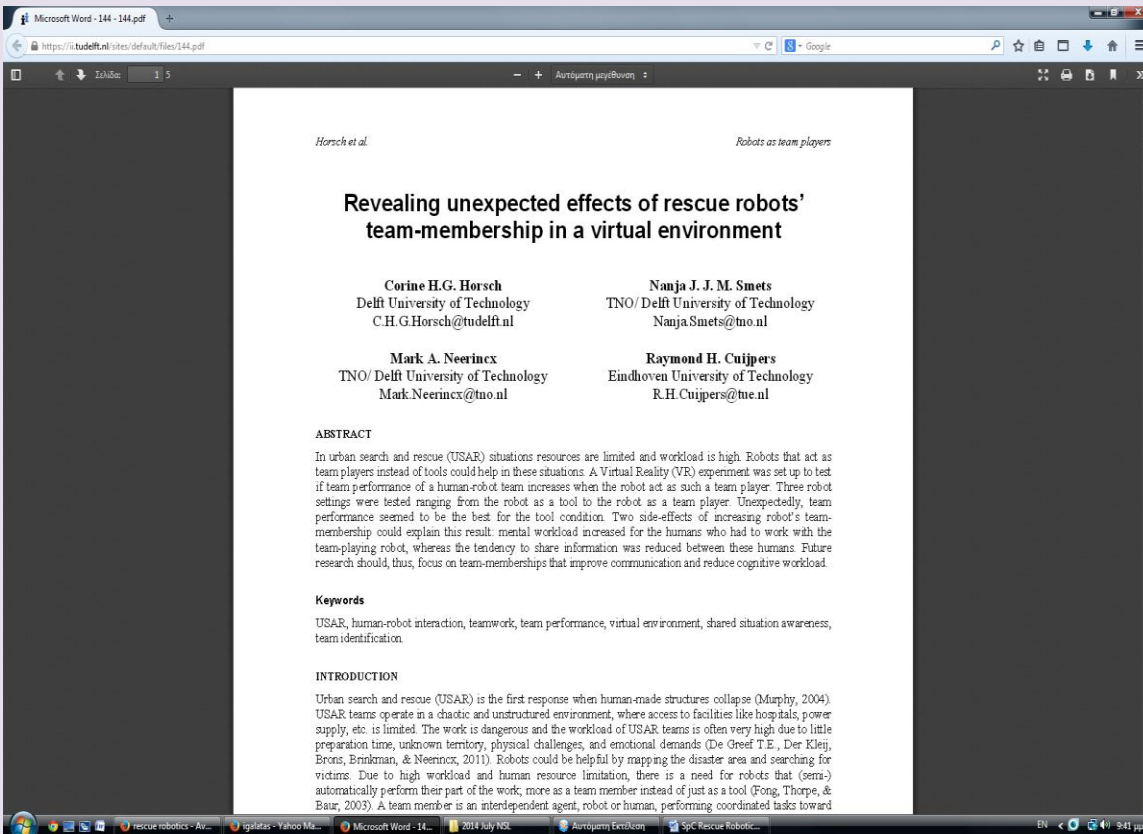 Microsoft Word - 144 - 144.pdf
https://ii.tudelft.nl/sites/default/files/144.pdf
Google
Σελίδα: 1 5
Αυτόματη μεγέθυνση
Horsch et al.
Robots as team players
Revealing unexpected effects of rescue robots'
team-membership in a virtual environment
Corine H.G. Horsch
Delft University of Technology
C.H.G.Horsch@tudelft.nl
Nanja J. J. M. Smets
TNO/ Delft University of Technology
Nanja.Smets@tno.nl
Mark A. Neerincx
TNO/ Delft University of Technology
Mark.Neerincx@tno.nl
Raymond H. Cuijpers
Eindhoven University of Technology
R.H.Cuijpers@tue.nl
ABSTRACT
In urban search and rescue (USAR) situations resources are limited and workload is high. Robots that act as
team players instead of tools could help in these situations. A Virtual Reality (VR) experiment was set up to test
if team performance of a human-robot team increases when the robot act as such a team player. Three robot
settings were tested ranging from the robot as a tool to the robot as a team player. Unexpectedly, team
performance seemed to be the best for the tool condition. Two side-effects of increasing robot's team-
membership could explain this result: mental workload increased for the humans who had to work with the
team-playing robot, whereas the tendency to share information was reduced between these humans. Future
research should, thus, focus on team-memberships that improve communication and reduce cognitive workload.
Keywords
USAR, human-robot interaction, teamwork, team performance, virtual environment, shared situation awareness,
team identification.
INTRODUCTION
Urban search and rescue (USAR) is the first response when human-made structures collapse (Murphy, 2004).
USAR teams operate in a chaotic and unstructured environment, where access to facilities like hospitals, power
supply, etc. is limited. The work is dangerous and the workload of USAR teams is often very high due to little
preparation time, unknown territory, physical challenges, and emotional demands (De Greef T.E., Der Kleij,
Brons, Brinkman, & Neerincx, 2011). Robots could be helpful by mapping the disaster area and searching for
victims. Due to high workload and human resource limitation, there is a need for robots that (semi-)
automatically perform their part of the work; more as a team member instead of just as a tool (Fong, Thorpe, &
Baur, 2003). A team member is an interdependent agent, robot or human, performing coordinated tasks toward
rescue robotics - Av... igalatas - Yahoo Ma... Microsoft Word - 14... 2014 July NSL Αυτόματη Εκτέλεση SpC Rescue Robotic... EN 9:41 μμ